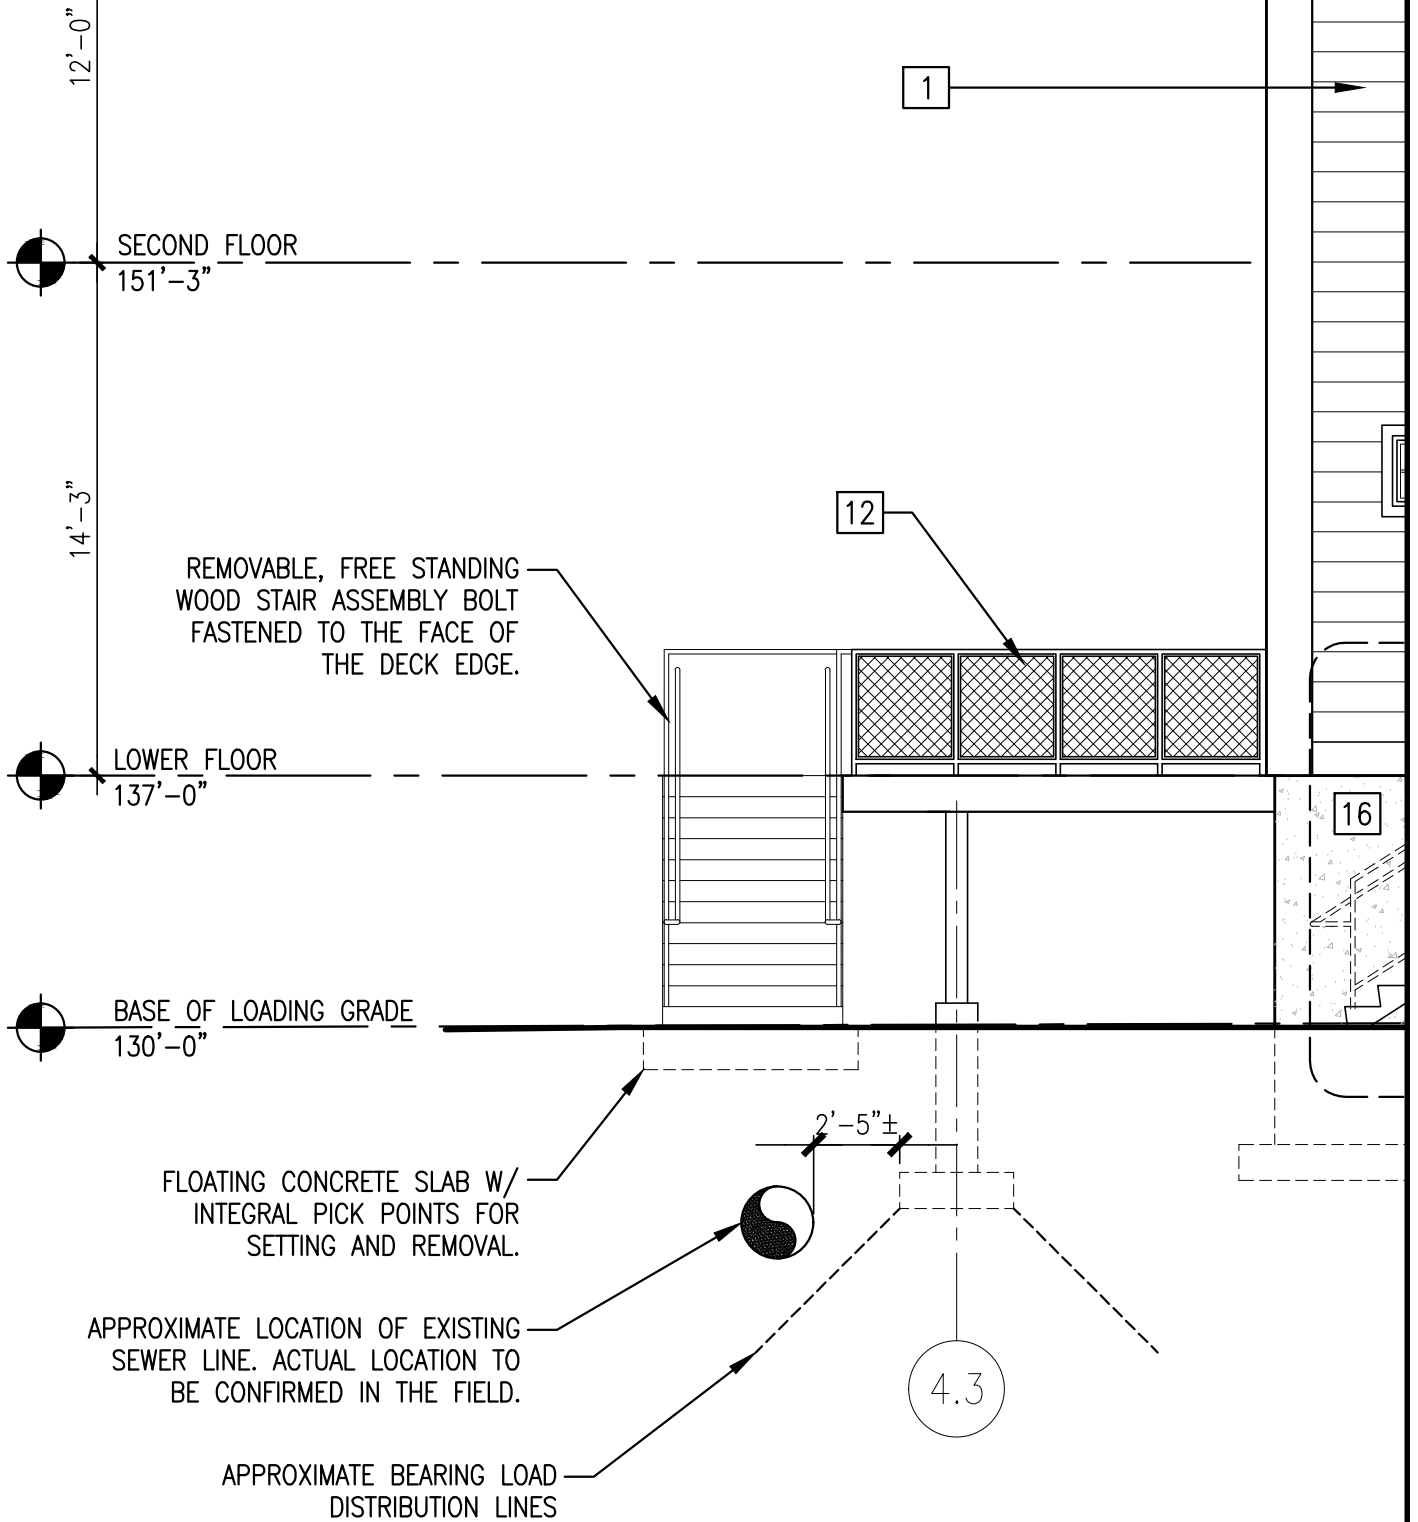 12'-0"
1
SECOND FLOOR
151'-3"
14'-3"
12
REMOVABLE, FREE STANDING
WOOD STAIR ASSEMBLY BOLT
FASTENED TO THE FACE OF
THE DECK EDGE.
LOWER FLOOR
137'-0"
16
BASE OF LOADING GRADE
130'-0"
2'-5"±
FLOATING CONCRETE SLAB W/
INTEGRAL PICK POINTS FOR
SETTING AND REMOVAL.
APPROXIMATE LOCATION OF EXISTING
SEWER LINE. ACTUAL LOCATION TO
BE CONFIRMED IN THE FIELD.
4.3
APPROXIMATE BEARING LOAD
DISTRIBUTION LINES